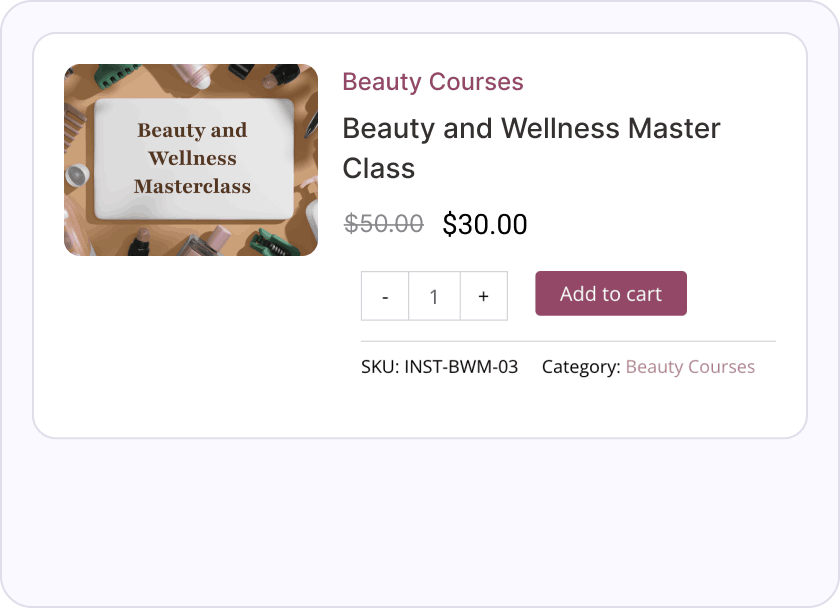 Beauty and
Wellness
Masterclass
Beauty Courses
Beauty and Wellness Master
Class
$50.00 $30.00
- 1 + Add to cart
SKU: INST-BWM-03 Category: Beauty Courses